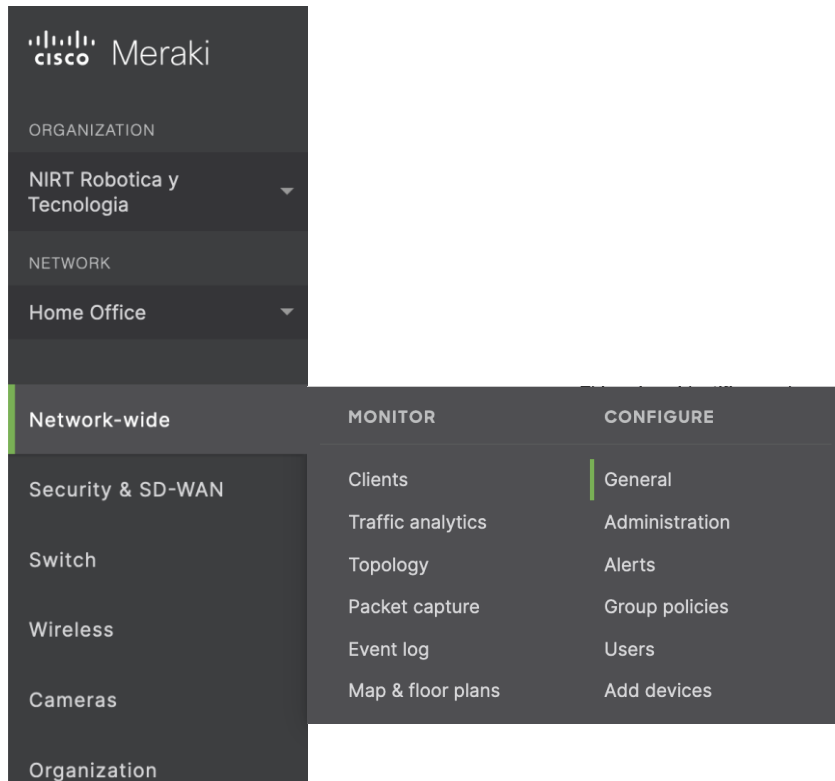 cisco Meraki
ORGANIZATION
NIRT Robotica y
Tecnologia
NETWORK
Home Office
Network-wide
Security & SD-WAN
Switch
Wireless
Cameras
Organization
MONITOR
Clients
Traffic analytics
Topology
Packet capture
Event log
Map & floor plans
CONFIGURE
General
Administration
Alerts
Group policies
Users
Add devices